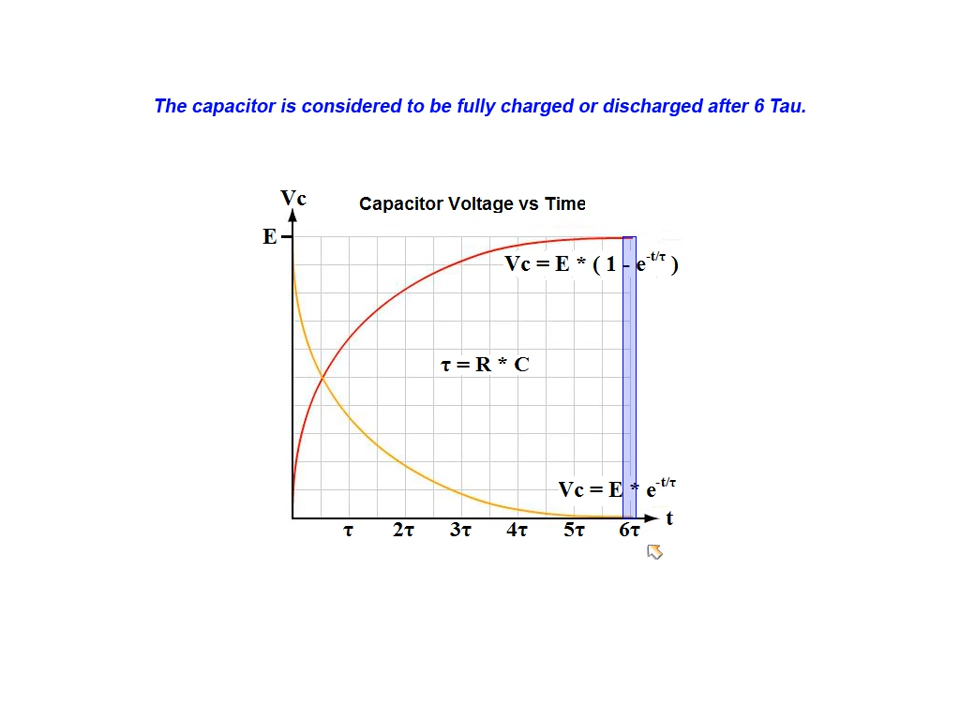 The capacitor is considered to be fully charged or discharged after 6 Tau.
Capacitor Voltage vs Time
Vc
E
Vc = E * ( 1 - e^-t/τ )
τ = R * C
Vc = E * e^-t/τ
t
τ 2τ 3τ 4τ 5τ 6τ